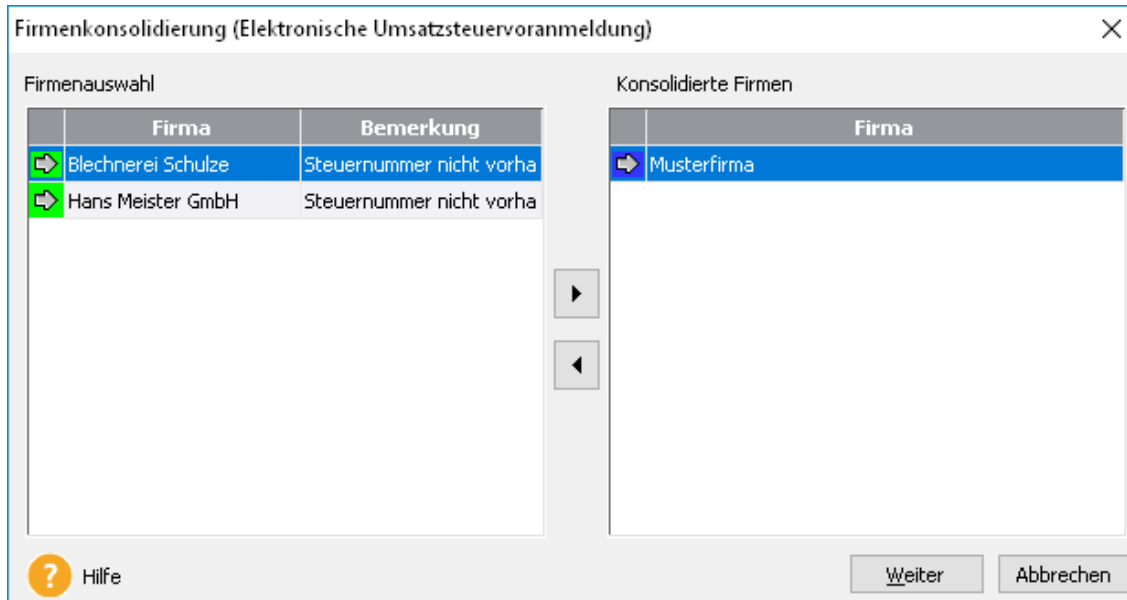 Firmenkonsolidierung (Elektronische Umsatzsteuervoranmeldung)
Firmenauswahl
Firma Bemerkung
Blechnerei Schulze Steuernummer nicht vorha
Hans Meister GmbH Steuernummer nicht vorha
Konsolidierte Firmen
Firma
Musterfirma
? Hilfe
Weiter
Abbrechen